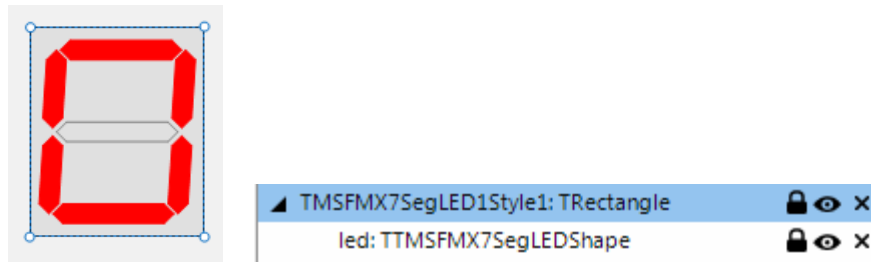 TMSFMX7SegLED1Style1: TRectangle
led: TTMSFMX7SegLEDShape